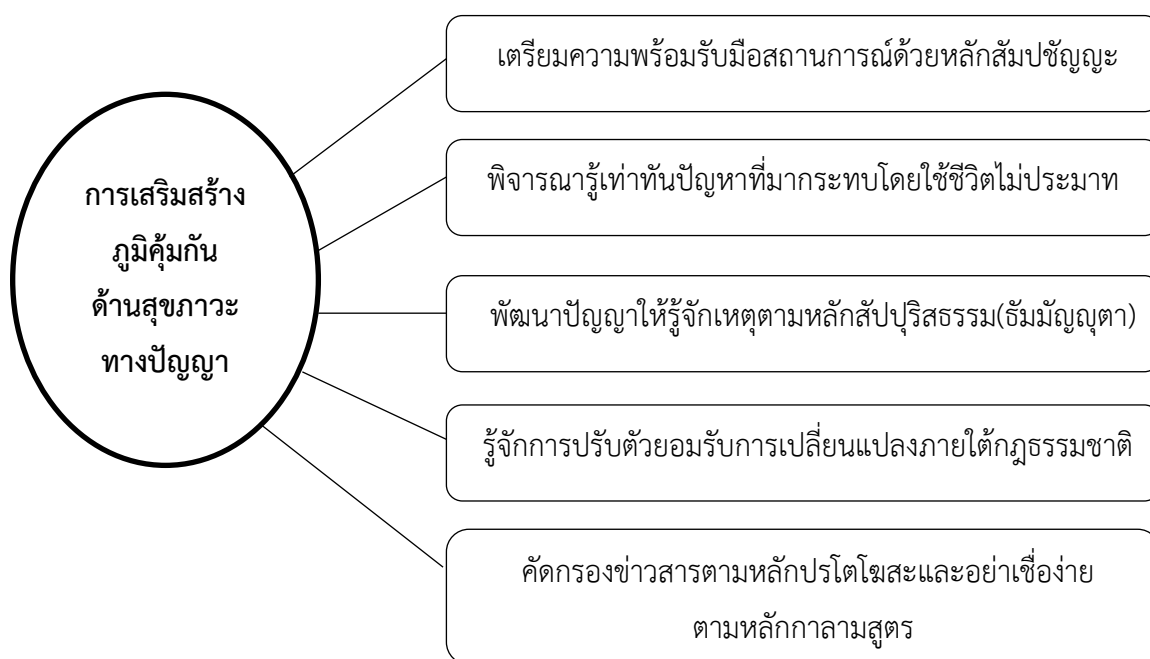 การเสริมสร้าง
ภูมิคุ้มกัน
ด้านสุขภาวะ
ทางปัญญา
เตรียมความพร้อมรับมือสถานการณ์ด้วยหลักสัมปชัญญะ
พิจารณารู้เท่าทันปัญหาที่มากระทบโดยใช้ชีวิตไม่ประมาท
พัฒนาปัญญาให้รู้จักเหตุตามหลักสัปปุริสธรรม(ธัมมัญญุตา)
รู้จักการปรับตัวยอมรับการเปลี่ยนแปลงภายใต้กฎธรรมชาติ
คัดกรองข่าวสารตามหลักปรโตโฆสะและอย่าเชื่อง่าย
ตามหลักกาลามสูตร